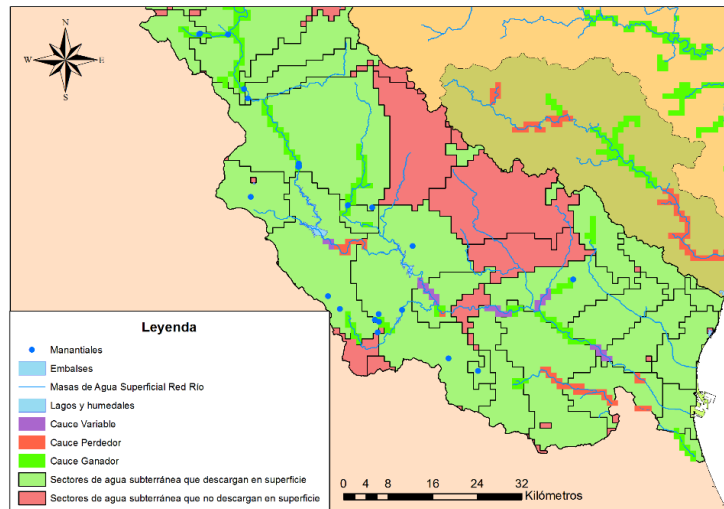 N
W
E
S
Leyenda
Manantiales
Embalses
Masas de Agua Superficial Red Río
Lagos y humedales
Cauce Variable
Cauce Perdedor
Cauce Ganador
Sectores de agua subterránea que descargan en superficie
Sectores de agua subterránea que no descargan en superficie
0 4 8 16 24 32
Kilómetros